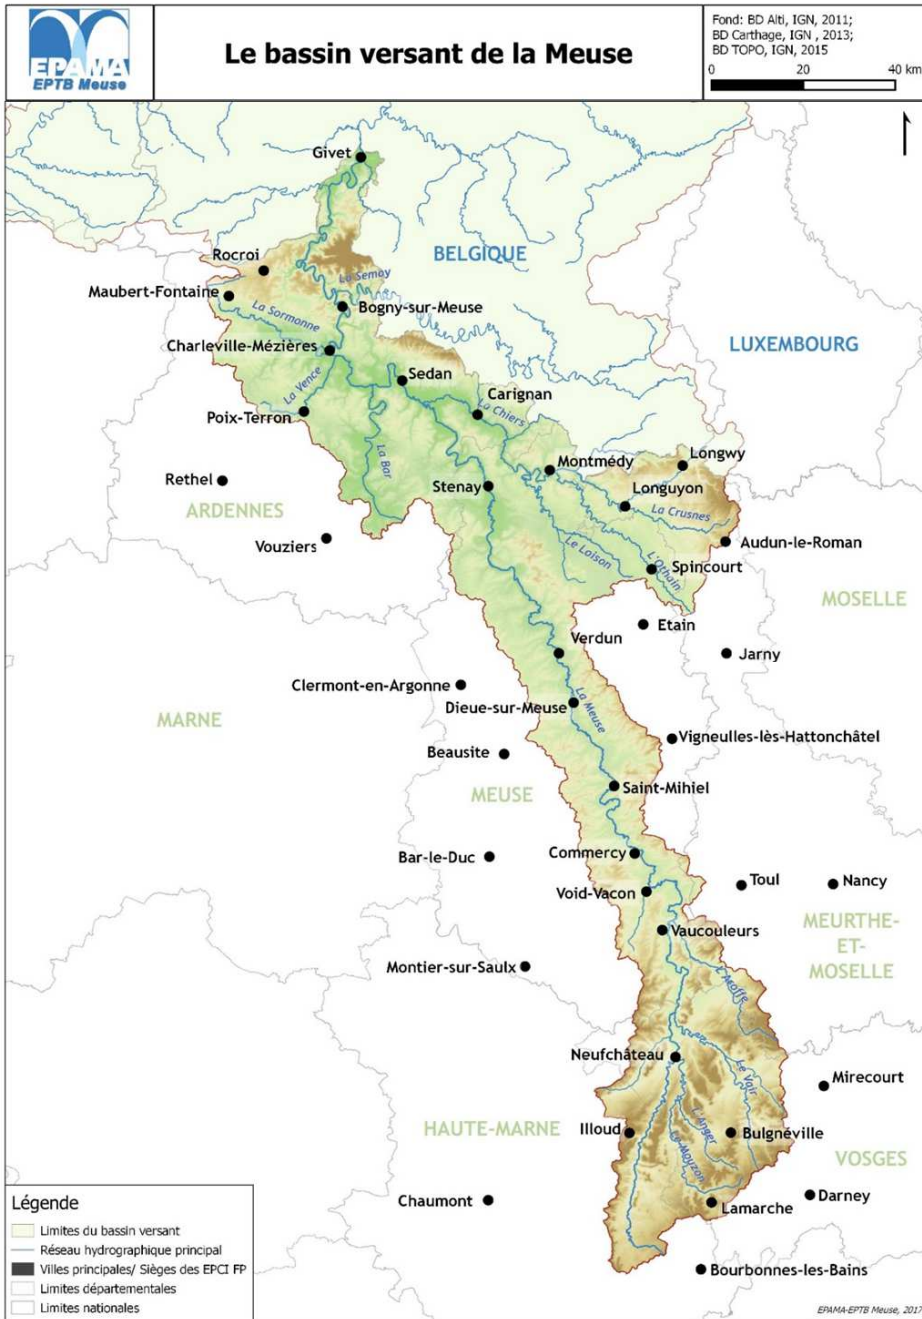 EPAMA
EPTB Meuse
Le bassin versant de la Meuse
Fond: BD Alti, IGN, 2011;
BD Carthage, IGN , 2013;
BD TOPO, IGN, 2015
0 20 40 km
Givet
BELGIQUE
Rocroi
La Semoy
Maubert-Fontaine
La Sormonne
Bogny-sur-Meuse
LUXEMBOURG
Charleville-Mézières
La Vence
Sedan
Carignan
La Chiers
Poix-Terron
La Bar
Montmédy
Longwy
Rethel
Stenay
Longuyon
La Crusnes
ARDENNES
Vouziers
Le Loison
L'Othain
Audun-le-Roman
Spincourt
MOSELLE
Etain
Verdun
Jarny
Clermont-en-Argonne
La Meuse
Dieue-sur-Meuse
MARNE
Vigneulles-lès-Hattonchâtel
Beausite
MEUSE
Saint-Mihiel
Commercy
Bar-le-Duc
Toul
Nancy
Void-Vacon
MEURTHE-
ET-
MOSELLE
Vaucouleurs
Montier-sur-Saulx
L'Aroffe
Neufchâteau
Le Vair
Mirecourt
HAUTE-MARNE
Illoud
L'Anger
Bulgnéville
Le Mouzon
VOSGES
Chaumont
Lamarche
Darney
Bourbonnes-les-Bains
Légende
Limites du bassin versant
Réseau hydrographique principal
Villes principales/ Sièges des EPCI FP
Limites départementales
Limites nationales
EPAMA-EPTB Meuse, 2017